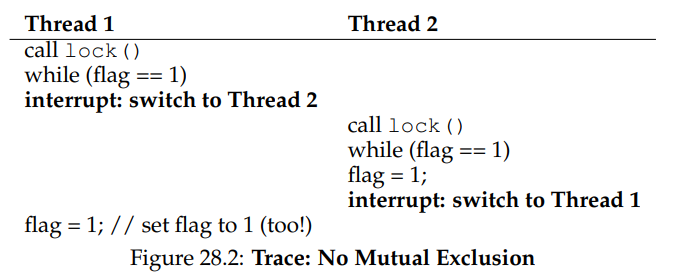 Thread 1 Thread 2
call lock()
while (flag == 1)
interrupt: switch to Thread 2
call lock()
while (flag == 1)
flag = 1;
interrupt: switch to Thread 1
flag = 1; // set flag to 1 (too!)
Figure 28.2: Trace: No Mutual Exclusion